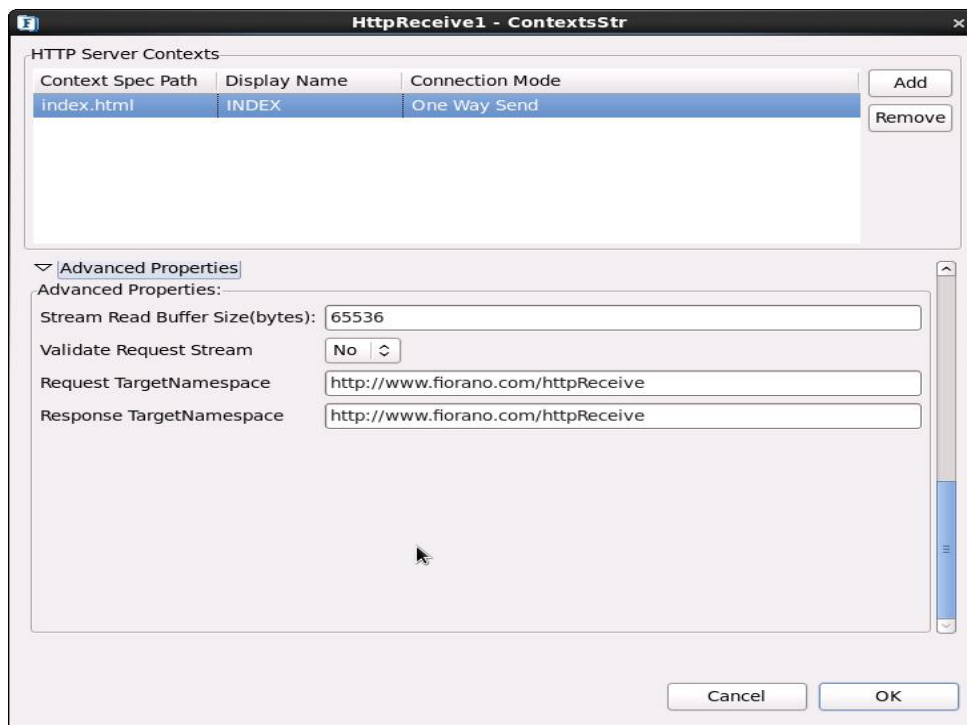 HttpReceive1 - ContextsStr
HTTP Server Contexts
Context Spec Path Display Name Connection Mode
index.html INDEX One Way Send
Add
Remove
Advanced Properties
Advanced Properties:
Stream Read Buffer Size(bytes): 65536
Validate Request Stream No
Request TargetNamespace http://www.fiorano.com/httpReceive
Response TargetNamespace http://www.fiorano.com/httpReceive
Cancel OK